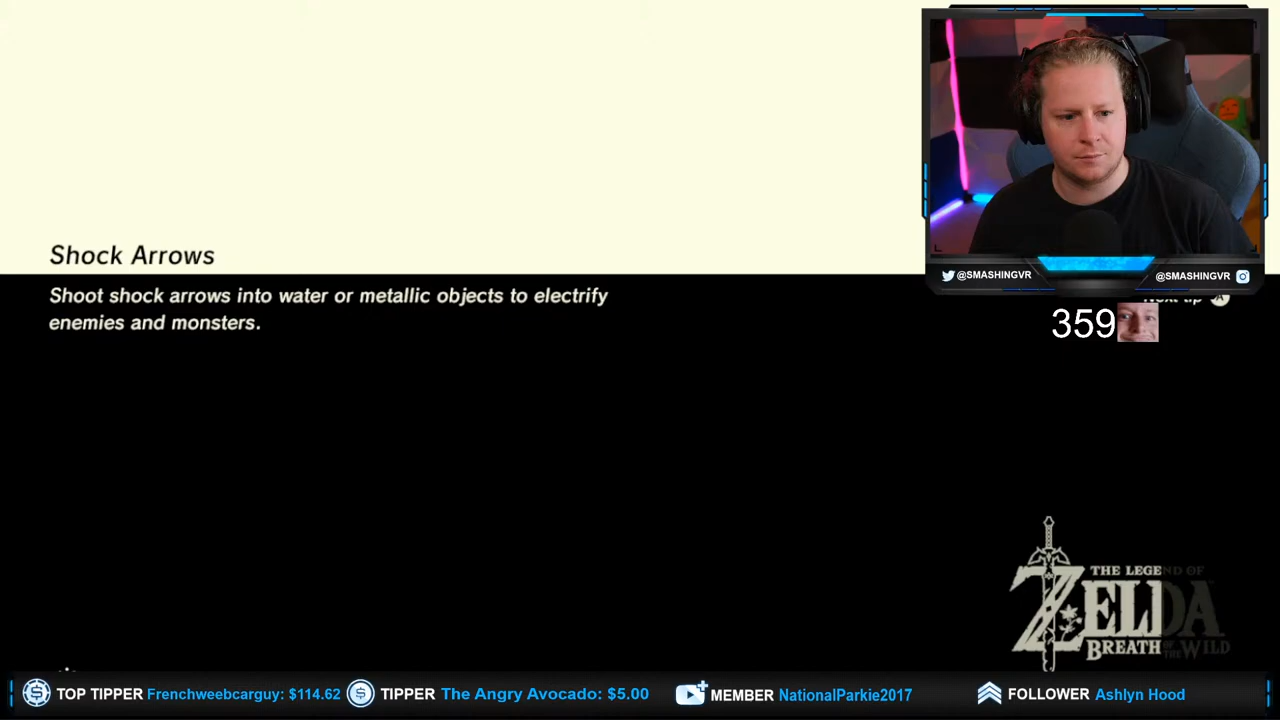 Shock Arrows
Shoot shock arrows into water or metallic objects to electrify
enemies and monsters.
@SMASHINGVR
@SMASHINGVR
Next tip A
359
THE LEGEND OF
ZELDA
BREATH OF THE WILD
TOP TIPPER Frenchweebcarguy: $114.62
TIPPER The Angry Avocado: $5.00
MEMBER NationalParkie2017
FOLLOWER Ashlyn Hood